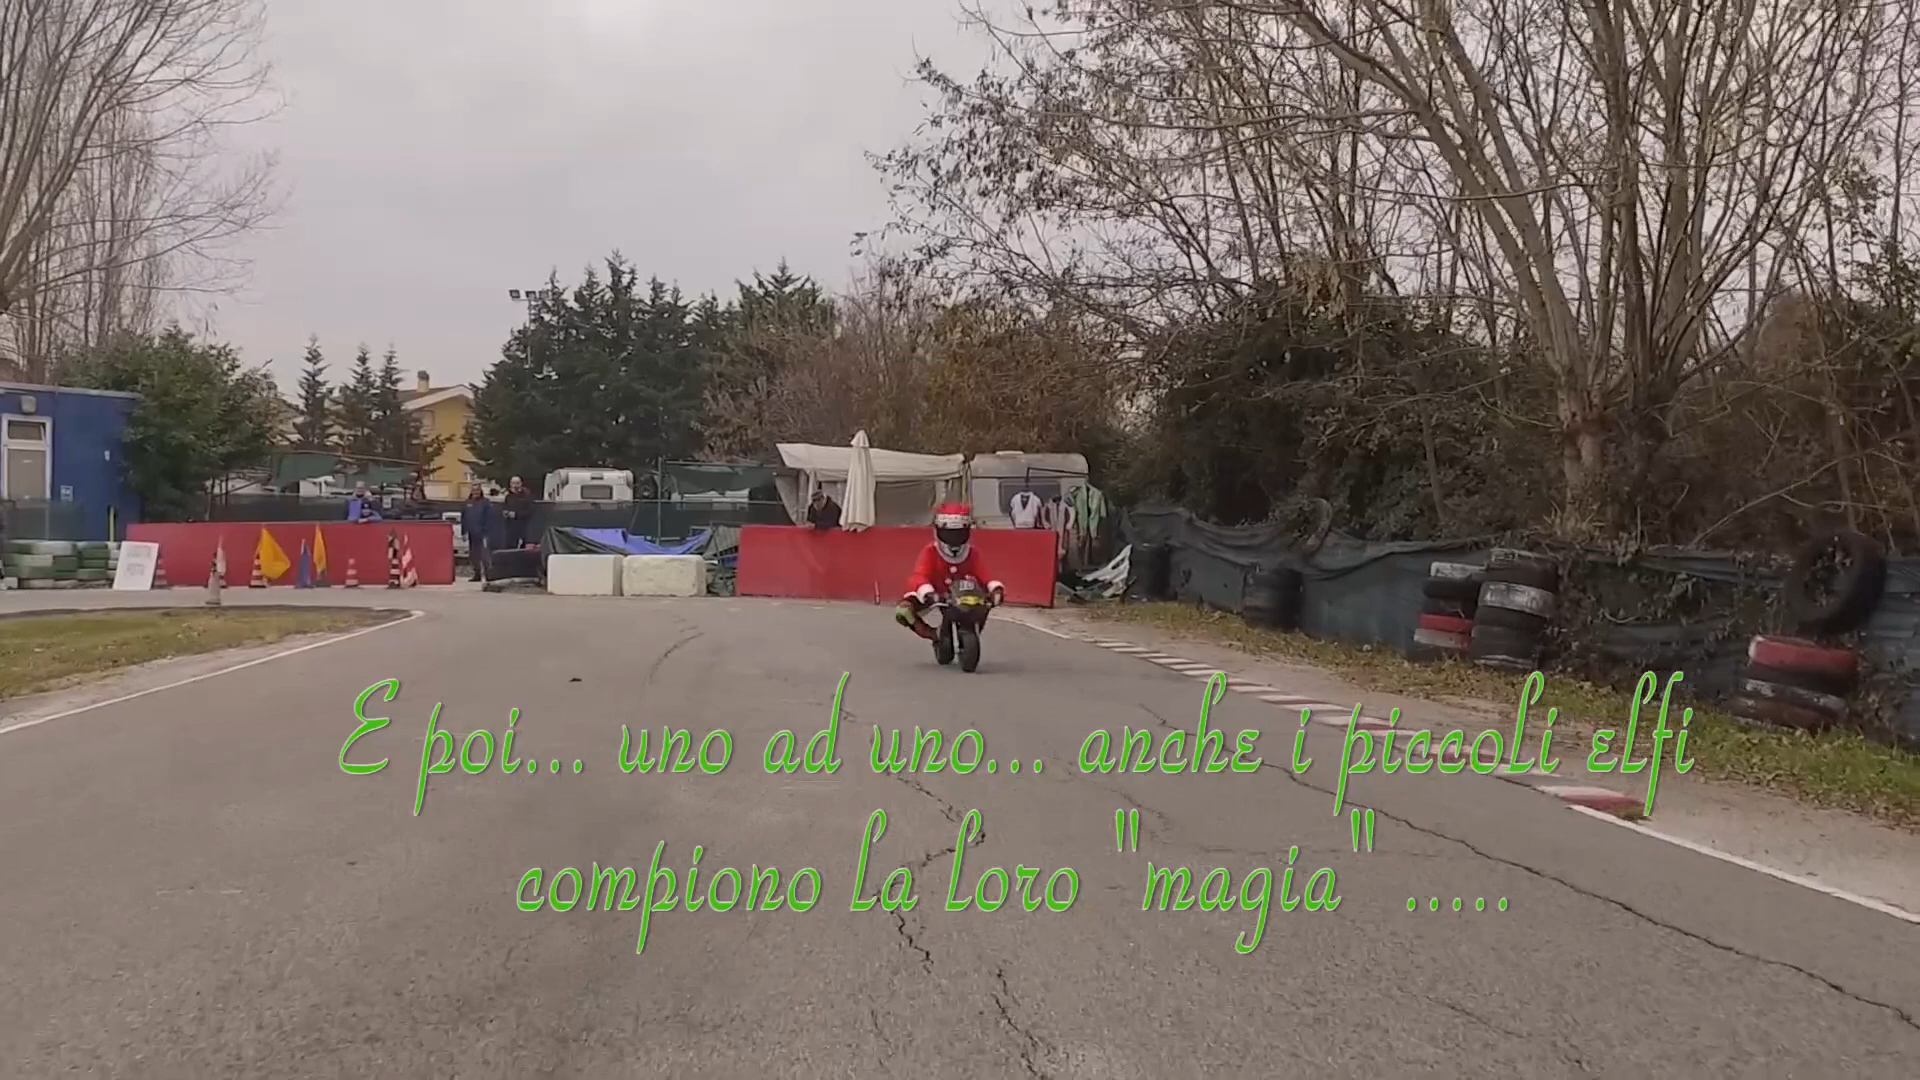 E poi... uno ad uno... anche i piccoli elfi
compiono la loro "magia" .....